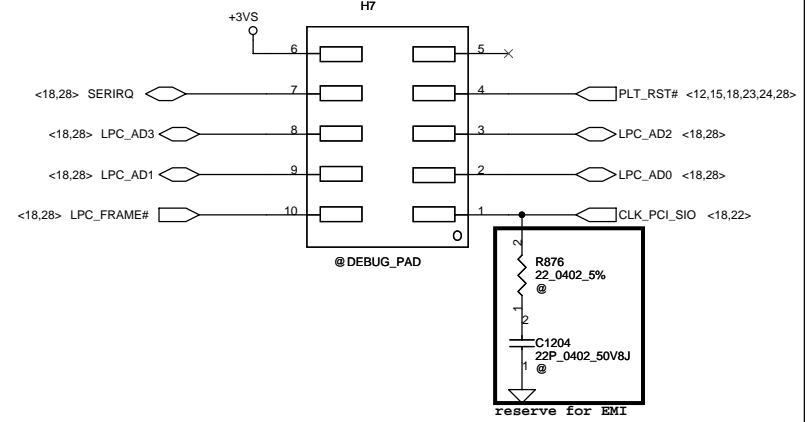 H7
+3VS
6 5
<18,28> SERIRQ 7 4 PLT_RST# <12,15,18,23,24,28>
<18,28> LPC_AD3 8 3 LPC_AD2 <18,28>
<18,28> LPC_AD1 9 2 LPC_AD0 <18,28>
<18,28> LPC_FRAME# 10 1 CLK_PCI_SIO <18,22>
@DEBUG_PAD
2
R876
22_0402_5%
@
1
2
C1204
22P_0402_50V8J
1
@
reserve for EMI